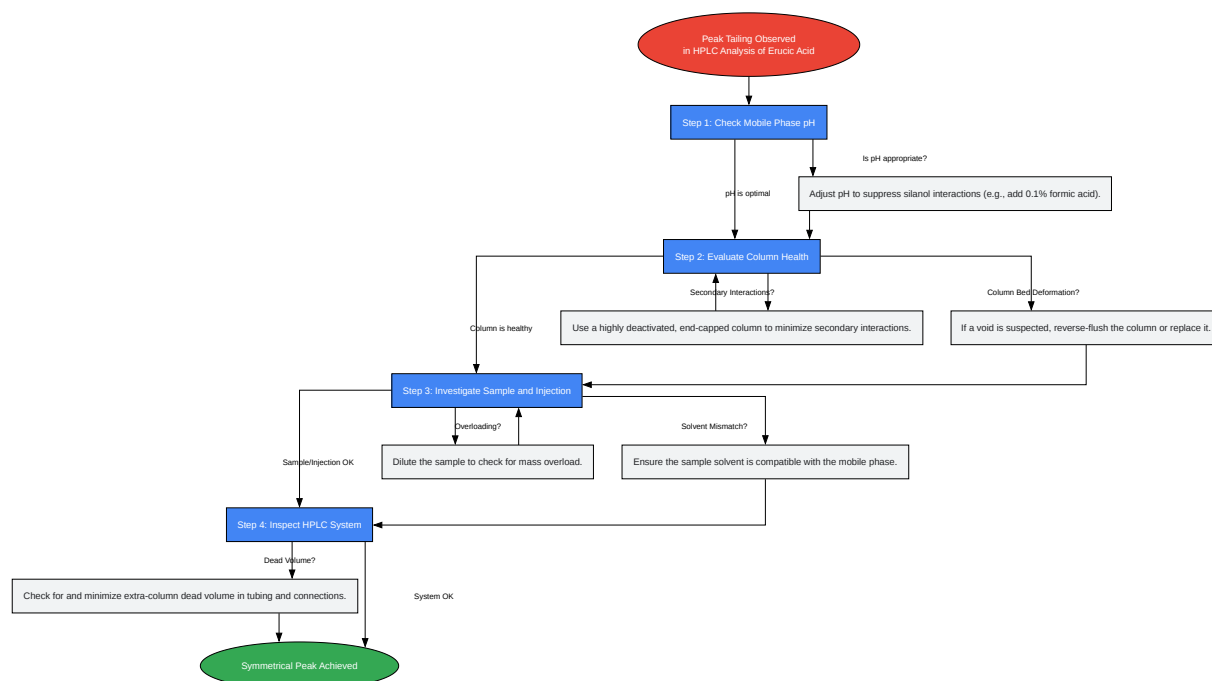 Peak Tailing Observed
in HPLC Analysis of Erucic Acid
Step 1: Check Mobile Phase pH
Is pH appropriate?
pH is optimal
Adjust pH to suppress silanol interactions (e.g., add 0.1% formic acid).
Step 2: Evaluate Column Health
Secondary Interactions?
Column Bed Deformation?
Column is healthy
Use a highly deactivated, end-capped column to minimize secondary interactions.
If a void is suspected, reverse-flush the column or replace it.
Step 3: Investigate Sample and Injection
Overloading?
Solvent Mismatch?
Sample/Injection OK
Dilute the sample to check for mass overload.
Ensure the sample solvent is compatible with the mobile phase.
Step 4: Inspect HPLC System
Dead Volume?
Check for and minimize extra-column dead volume in tubing and connections.
System OK
Symmetrical Peak Achieved